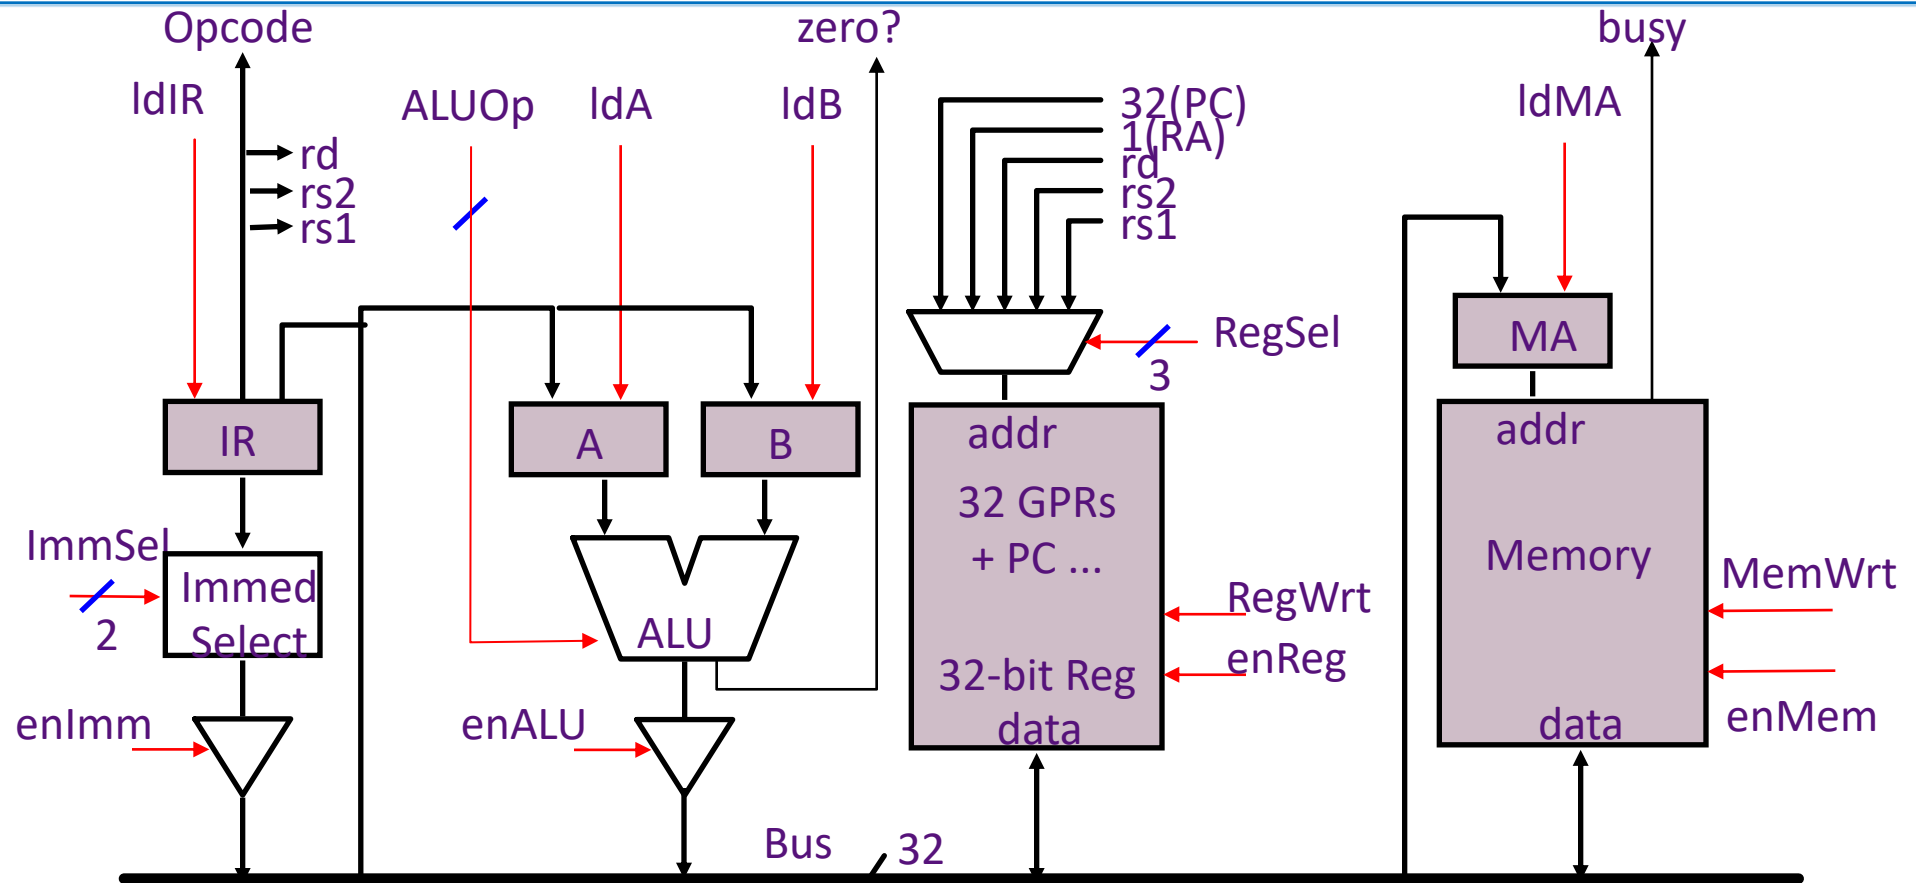 Opcode
zero?
busy
ldIR
ALUOp
ldA
ldB
32(PC)
1(RA)
rd
rs2
rs1
ldMA
rd
rs2
rs1
RegSel
3
MA
IR
A
B
addr
addr
32 GPRs
+ PC ...
ImmSel
2
Immed
Select
ALU
Memory
RegWrt
enReg
MemWrt
enMem
32-bit Reg
data
data
enImm
enALU
Bus
32